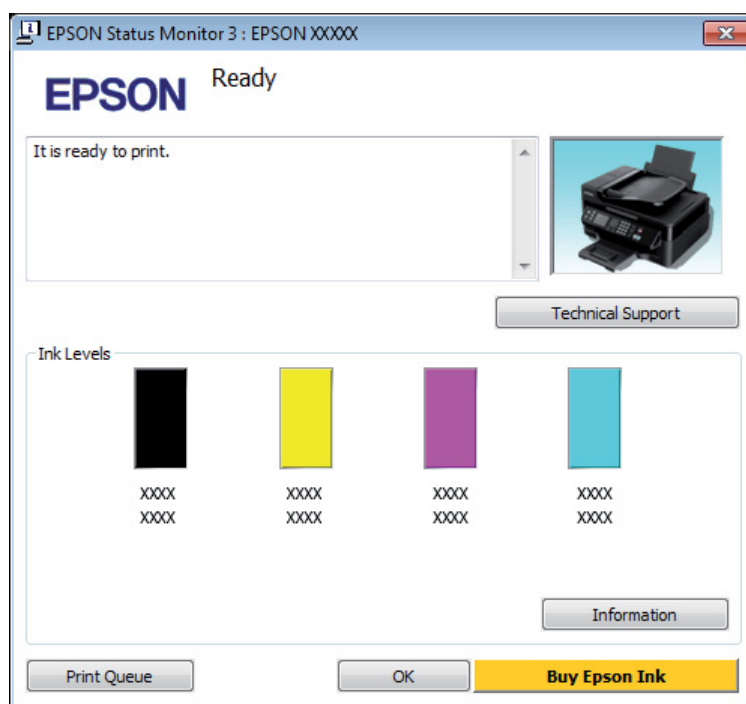 EPSON Status Monitor 3 : EPSON XXXXX
EPSON
Ready
It is ready to print.
Technical Support
Ink Levels
XXXX XXXX XXXX XXXX
XXXX XXXX XXXX XXXX
Information
Print Queue OK Buy Epson Ink